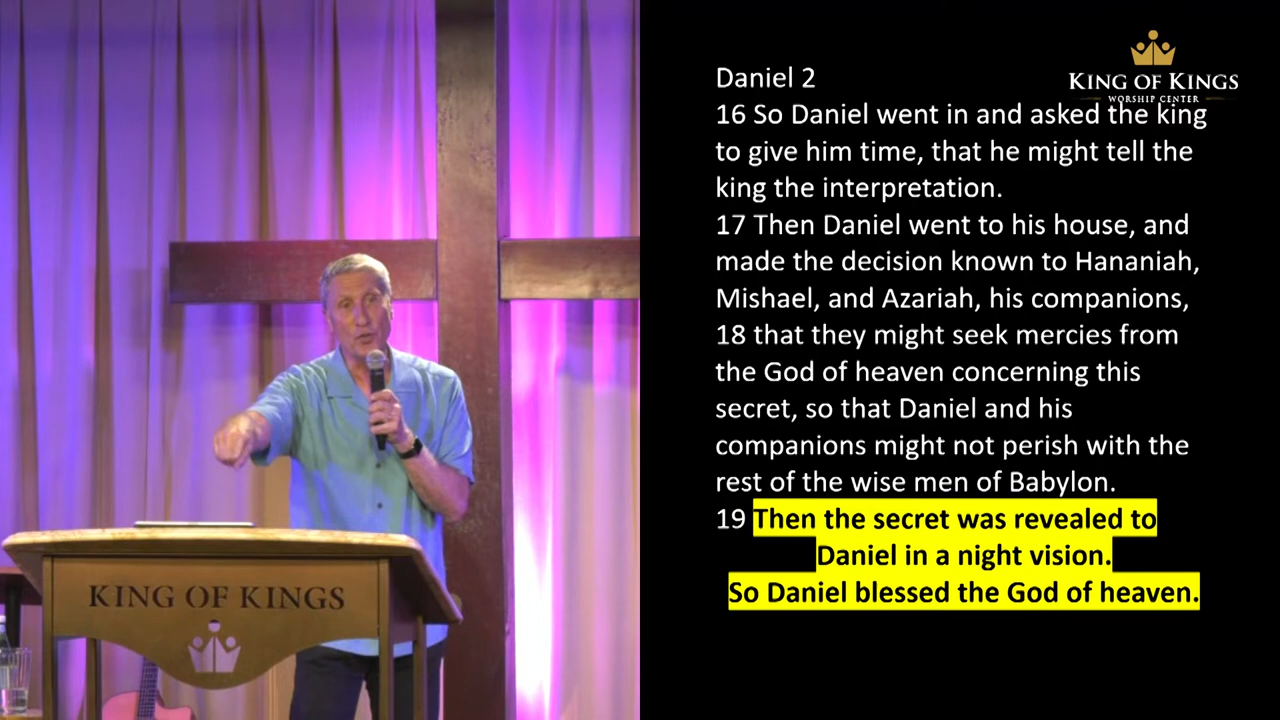 KING OF KINGS
Daniel 2
KING OF KINGS
WORSHIP CENTER
16 So Daniel went in and asked the king
to give him time, that he might tell the
king the interpretation.
17 Then Daniel went to his house, and
made the decision known to Hananiah,
Mishael, and Azariah, his companions,
18 that they might seek mercies from
the God of heaven concerning this
secret, so that Daniel and his
companions might not perish with the
rest of the wise men of Babylon.
19 Then the secret was revealed to
Daniel in a night vision.
So Daniel blessed the God of heaven.